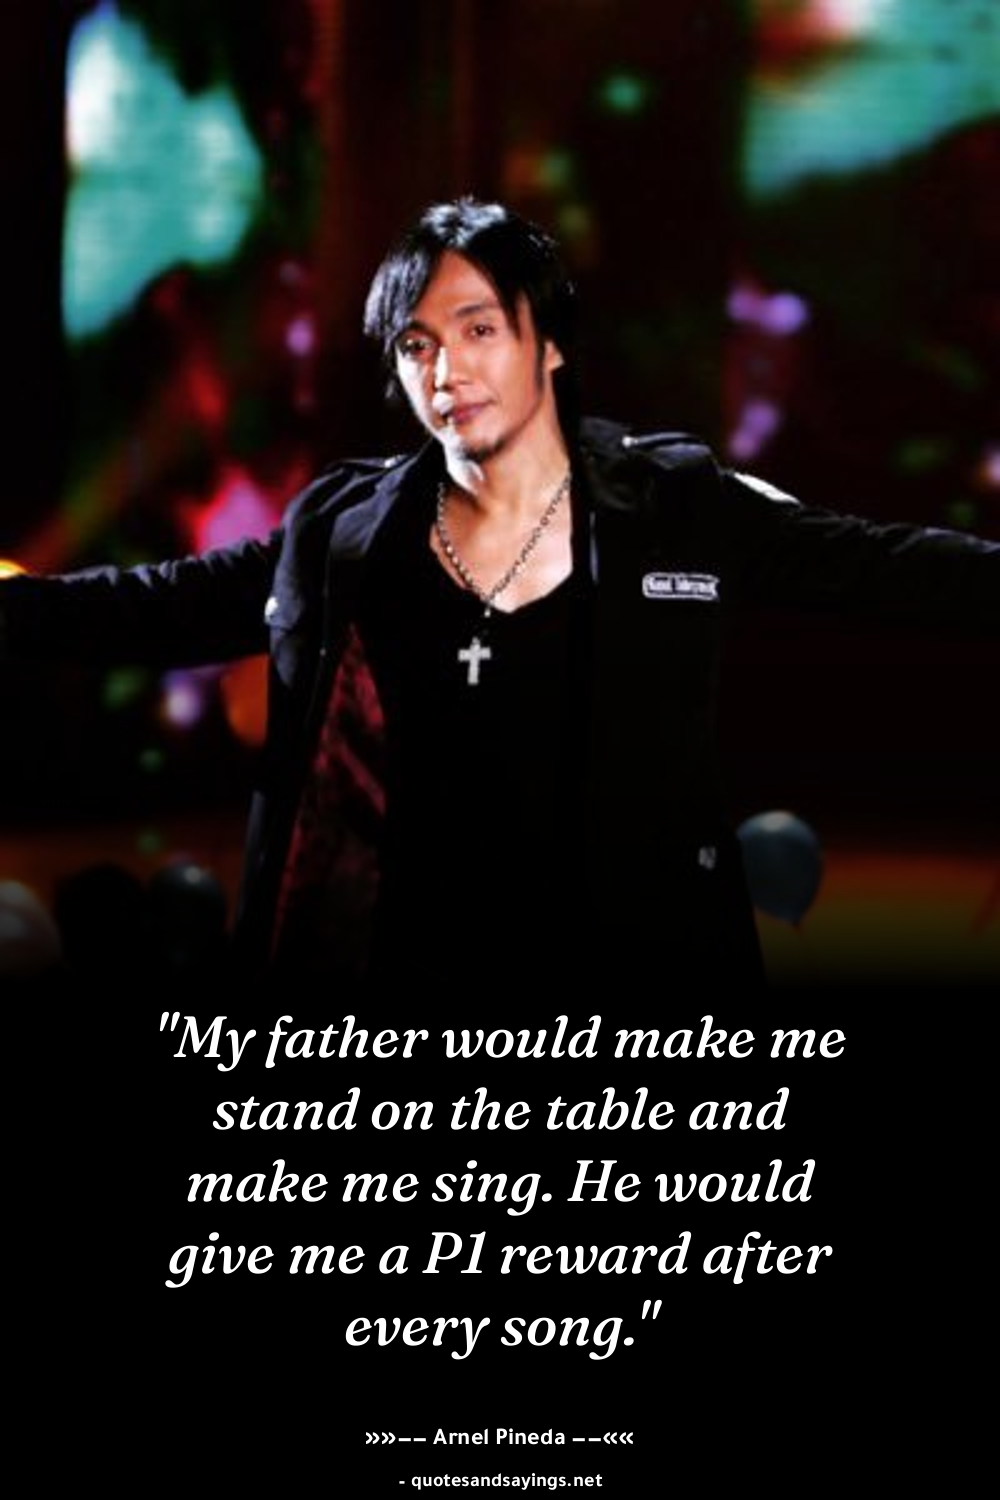 "My father would make me
stand on the table and
make me sing. He would
give me a P1 reward after
every song."
»»−− Arnel Pineda −−««
- quotesandsayings.net